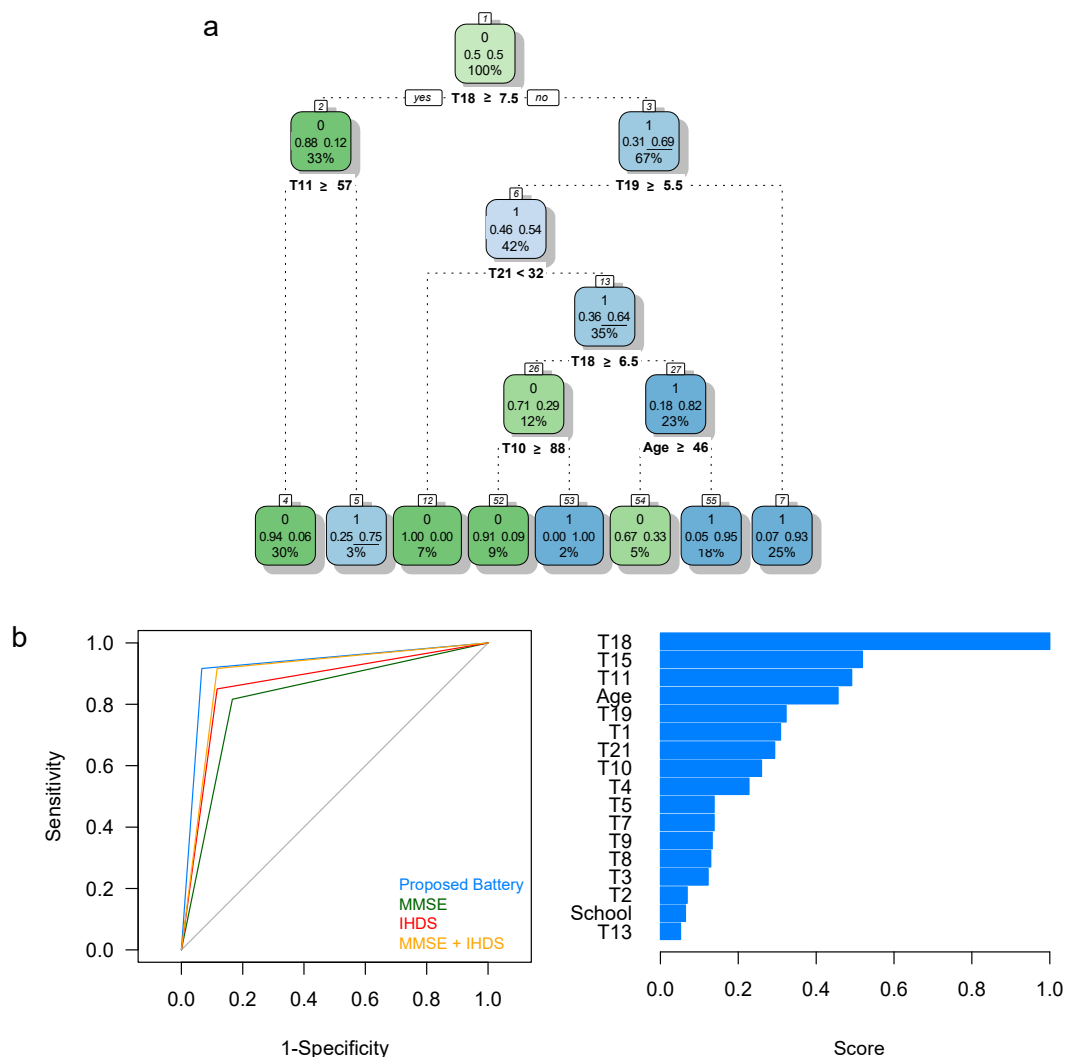 a
1
0
0.5 0.5
100%
yes T18 ≥ 7.5 no
2
0
0.88 0.12
33%
T11 ≥ 57
3
1
0.31 0.69
67%
T19 ≥ 5.5
6
1
0.46 0.54
42%
T21 < 32
13
1
0.36 0.64
35%
T18 ≥ 6.5
26
0
0.71 0.29
12%
T10 ≥ 88
27
1
0.18 0.82
23%
Age ≥ 46
4
0
0.94 0.06
30%
5
1
0.25 0.75
3%
12
0
1.00 0.00
7%
52
0
0.91 0.09
9%
53
1
0.00 1.00
2%
54
0
0.67 0.33
5%
55
1
0.05 0.95
18%
7
1
0.07 0.93
25%
b
Sensitivity
1.0
0.8
0.6
0.4
0.2
0.0
Proposed Battery
MMSE
IHDS
MMSE + IHDS
0.0 0.2 0.4 0.6 0.8 1.0
1-Specificity
T18
T15
T11
Age
T19
T1
T21
T10
T4
T5
T7
T9
T8
T3
T2
School
T13
0.0 0.2 0.4 0.6 0.8 1.0
Score